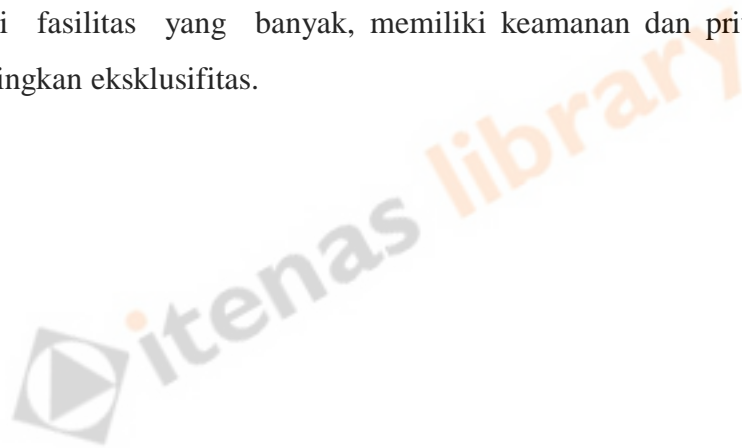 i fasilitas yang banyak, memiliki keamanan dan pri
ingkan eksklusifitas.
itenas library